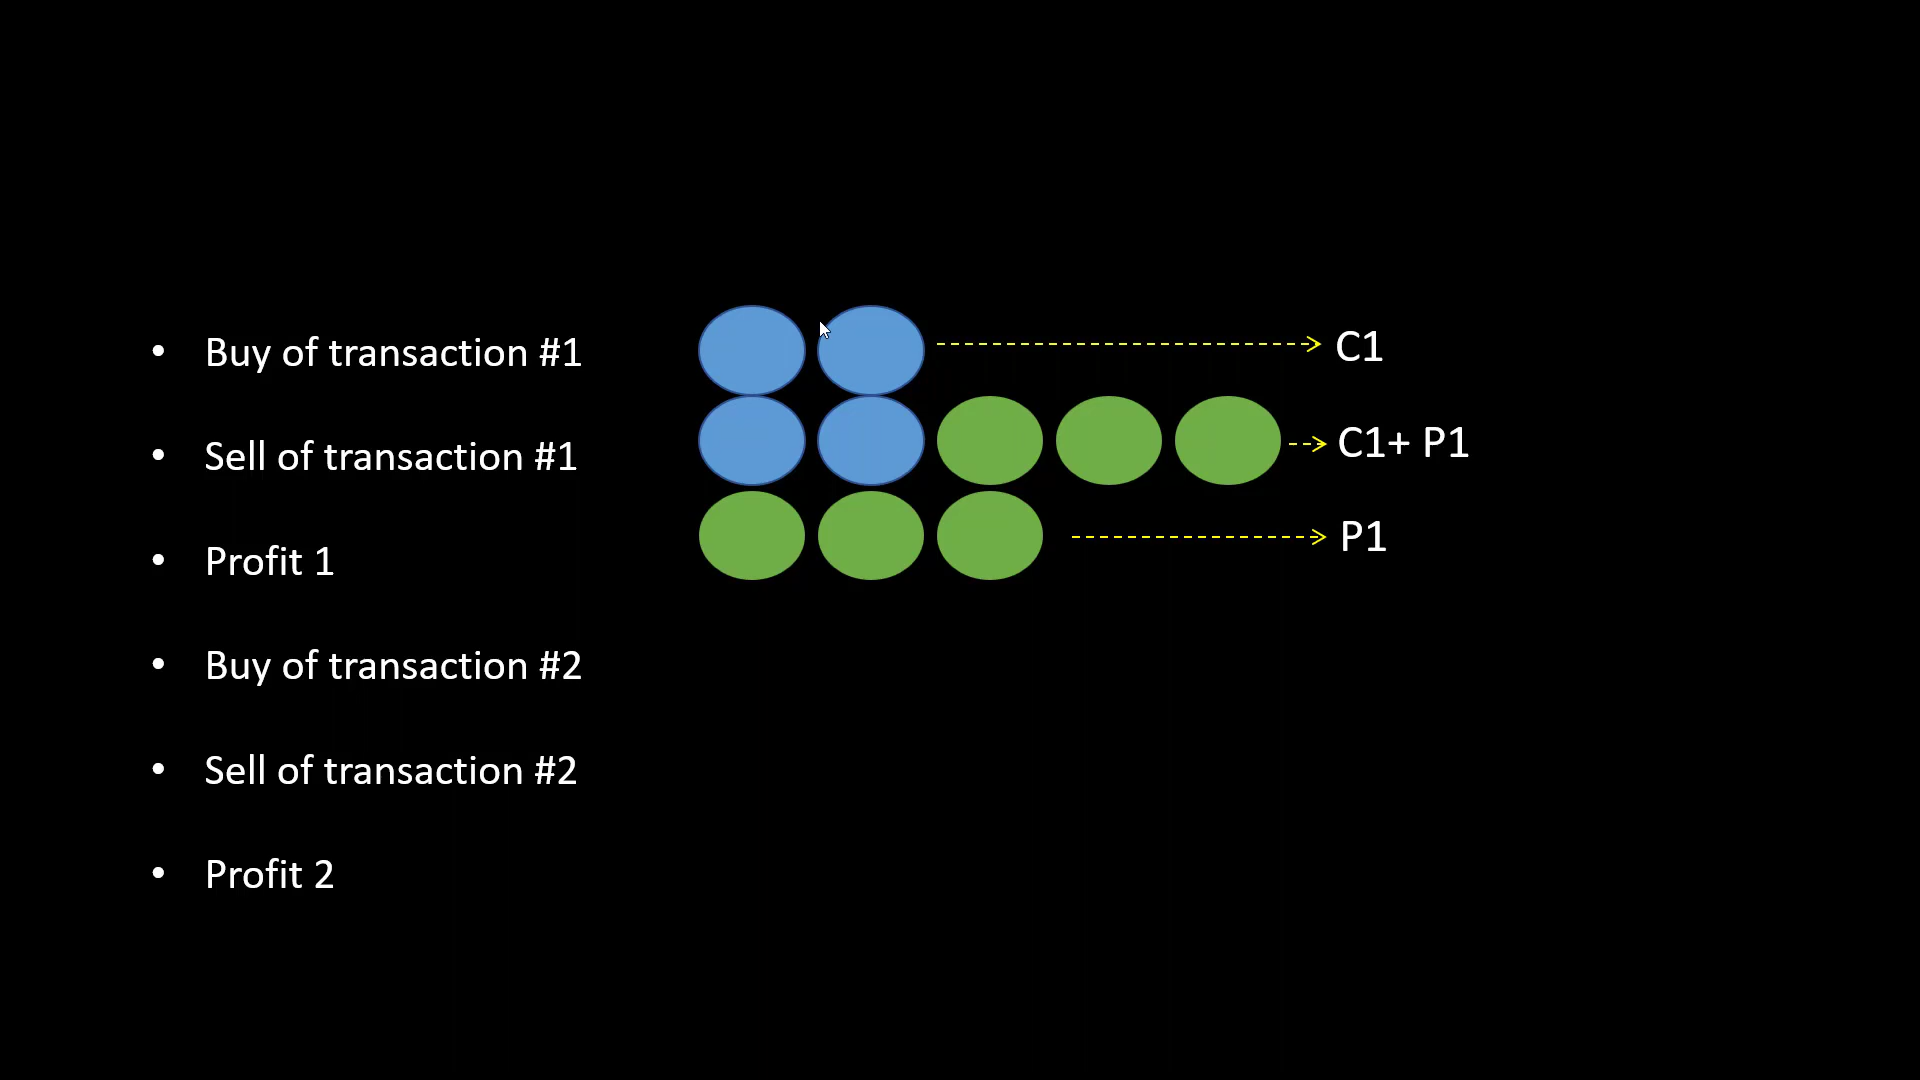 • Buy of transaction #1
C1
• Sell of transaction #1
C1+ P1
• Profit 1
P1
• Buy of transaction #2
• Sell of transaction #2
• Profit 2